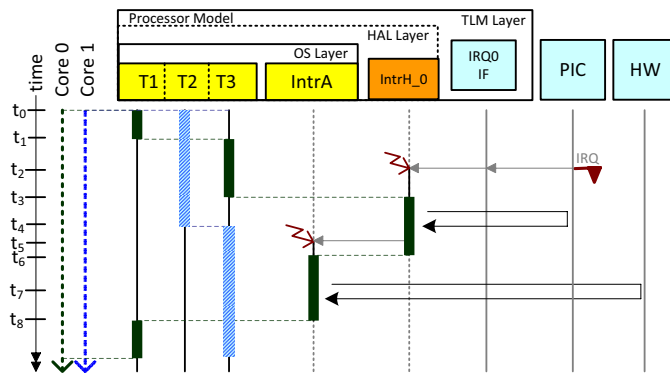 Processor Model
TLM Layer
HAL Layer
OS Layer
T1 T2 T3
IntrA
IntrH_0
IRQ0
IF
PIC
HW
time
Core 0
Core 1
t0
t1
t2
IRQ
t3
t4
t5
t6
t7
t8